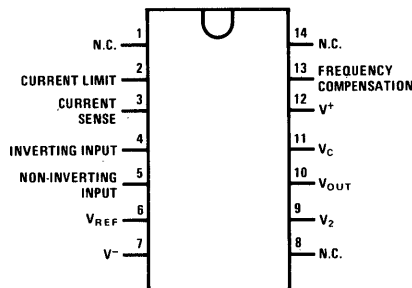 1
N.C.
2
CURRENT LIMIT
3
CURRENT
SENSE
4
INVERTING INPUT
5
NON-INVERTING
INPUT
6
VREF
7
V−
14
N.C.
13
FREQUENCY
COMPENSATION
12
V+
11
VC
10
VOUT
9
V2
8
N.C.